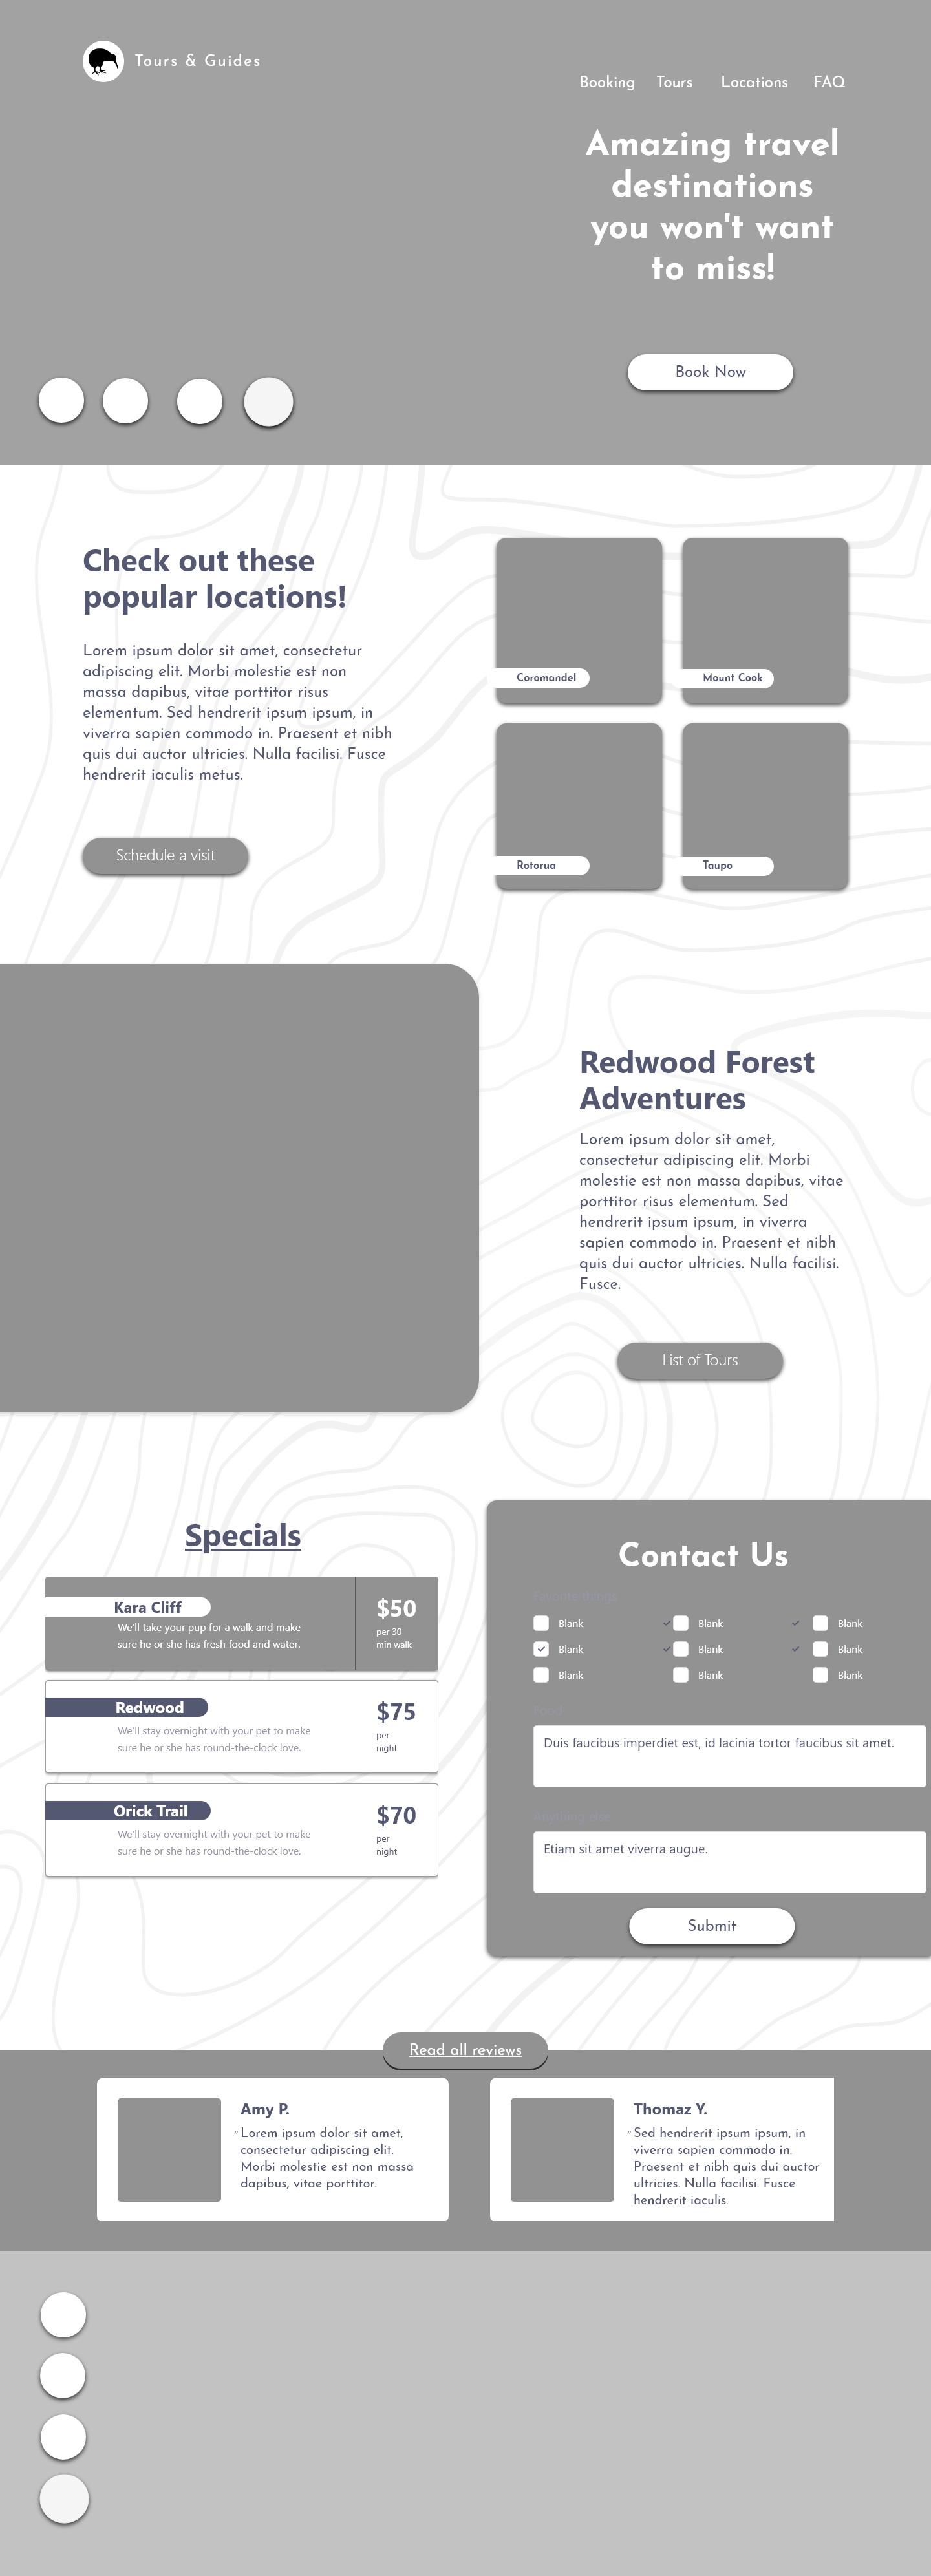 Tours & Guides
Booking Tours Locations FAQ
Amazing travel
destinations
you won't want
to miss!
Book Now
Check out these
popular locations!
Lorem ipsum dolor sit amet, consectetur
adipiscing elit. Morbi molestie est non
massa dapibus, vitae porttitor risus
elementum. Sed hendrerit ipsum ipsum, in
viverra sapien commodo in. Praesent et nibh
quis dui auctor ultricies. Nulla facilisi. Fusce
hendrerit iaculis metus.
Schedule a visit
Coromandel
Mount Cook
Rotorua
Taupo
Redwood Forest
Adventures
Lorem ipsum dolor sit amet,
consectetur adipiscing elit. Morbi
molestie est non massa dapibus, vitae
porttitor risus elementum. Sed
hendrerit ipsum ipsum, in viverra
sapien commodo in. Praesent et nibh
quis dui auctor ultricies. Nulla facilisi.
Fusce.
List of Tours
Specials
Kara Cliff
We'll take your pup for a walk and make
sure he or she has fresh food and water.
$50
per 30
min walk
Redwood
We'll stay overnight with your pet to make
sure he or she has round-the-clock love.
$75
per
night
Orick Trail
We'll stay overnight with your pet to make
sure he or she has round-the-clock love.
$70
per
night
Contact Us
Blank Blank Blank
Blank Blank Blank
Blank Blank Blank
Duis faucibus imperdiet est, id lacinia tortor faucibus sit amet.
Anything else
Etiam sit amet viverra augue.
Submit
Read all reviews
Amy P.
" Lorem ipsum dolor sit amet,
consectetur adipiscing elit.
Morbi molestie est non massa
dapibus, vitae porttitor.
Thomaz Y.
" Sed hendrerit ipsum ipsum, in
viverra sapien commodo in.
Praesent et nibh quis dui auctor
ultricies. Nulla facilisi. Fusce
hendrerit iaculis.